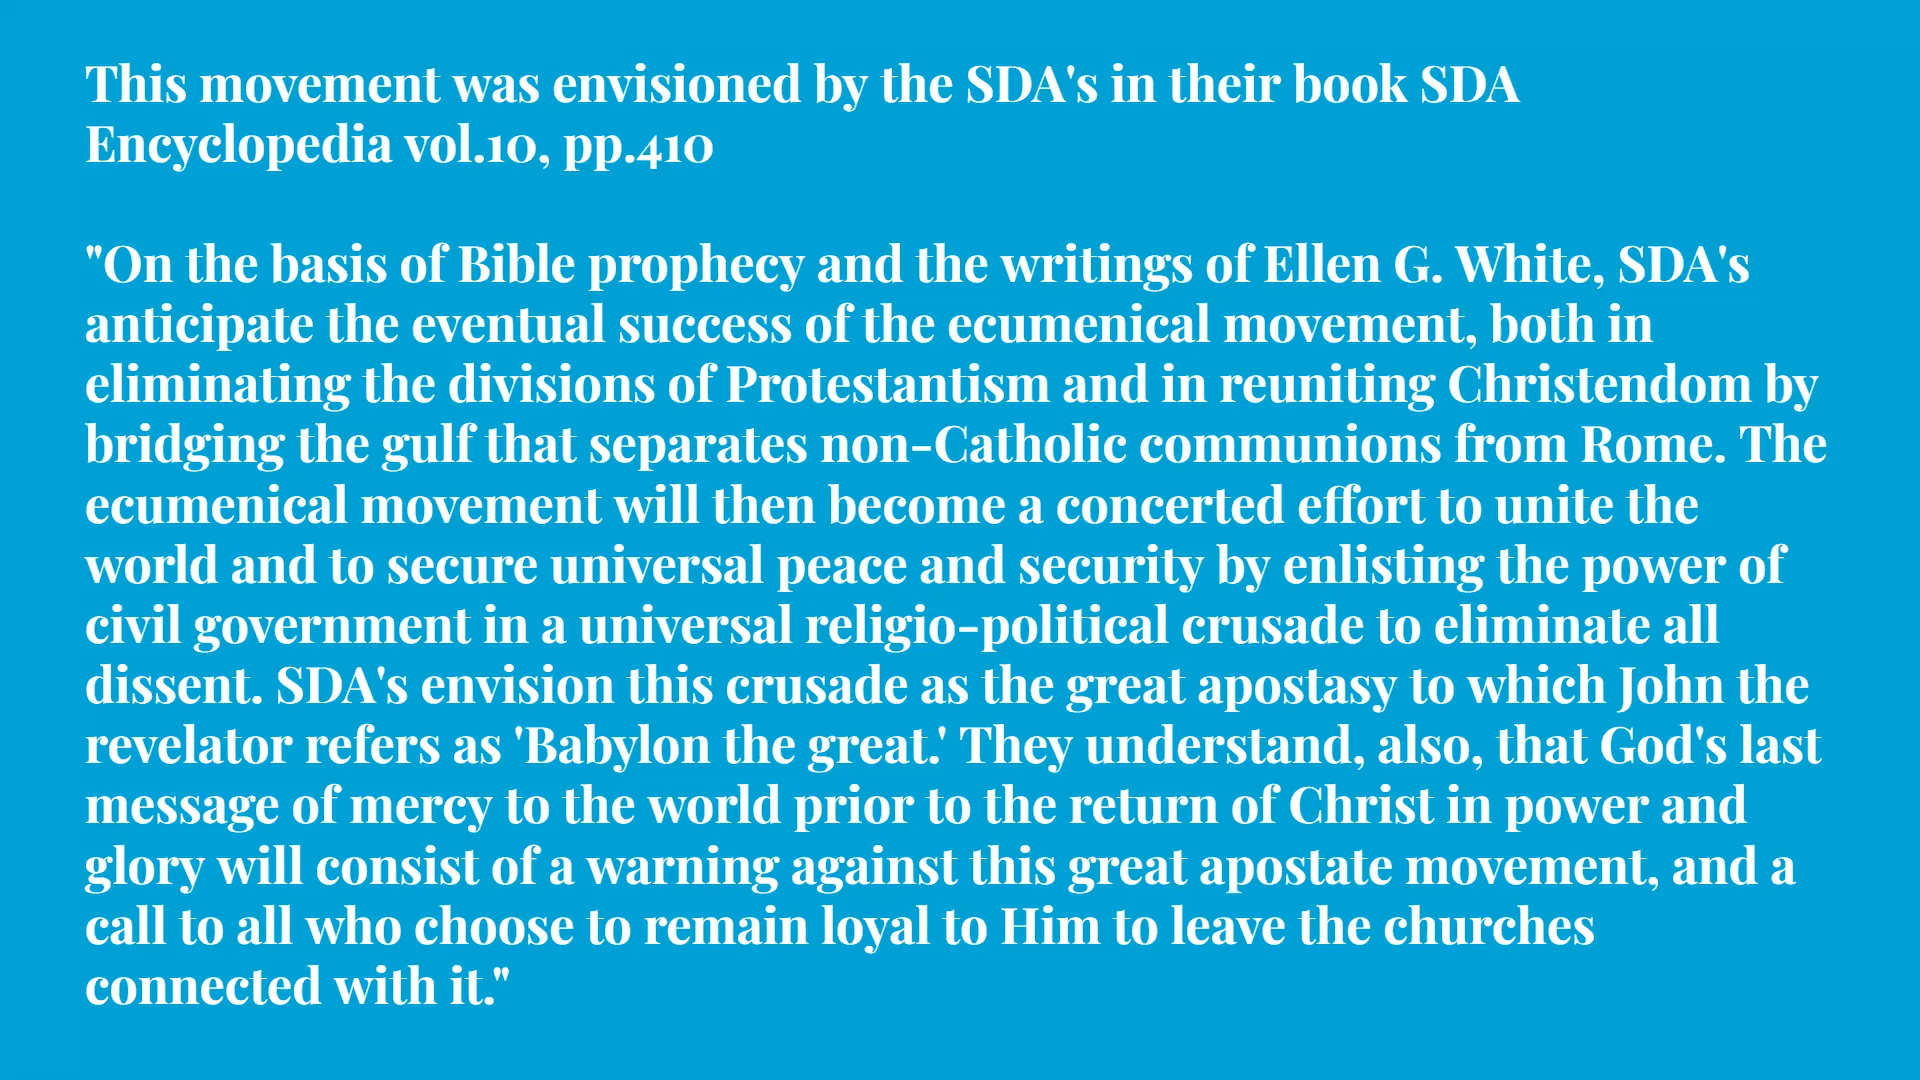 This movement was envisioned by the SDA's in their book SDA
Encyclopedia vol.10, pp.410
"On the basis of Bible prophecy and the writings of Ellen G. White, SDA's
anticipate the eventual success of the ecumenical movement, both in
eliminating the divisions of Protestantism and in reuniting Christendom by
bridging the gulf that separates non-Catholic communions from Rome. The
ecumenical movement will then become a concerted effort to unite the
world and to secure universal peace and security by enlisting the power of
civil government in a universal religio-political crusade to eliminate all
dissent. SDA's envision this crusade as the great apostasy to which John the
revelator refers as 'Babylon the great.' They understand, also, that God's last
message of mercy to the world prior to the return of Christ in power and
glory will consist of a warning against this great apostate movement, and a
call to all who choose to remain loyal to Him to leave the churches
connected with it."